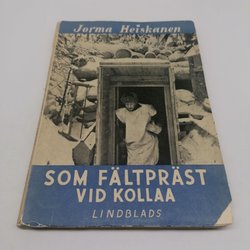 Jorma Heiskanen
SOM FÄLTPRÄST
VID KOLLAA
LINDBLADS